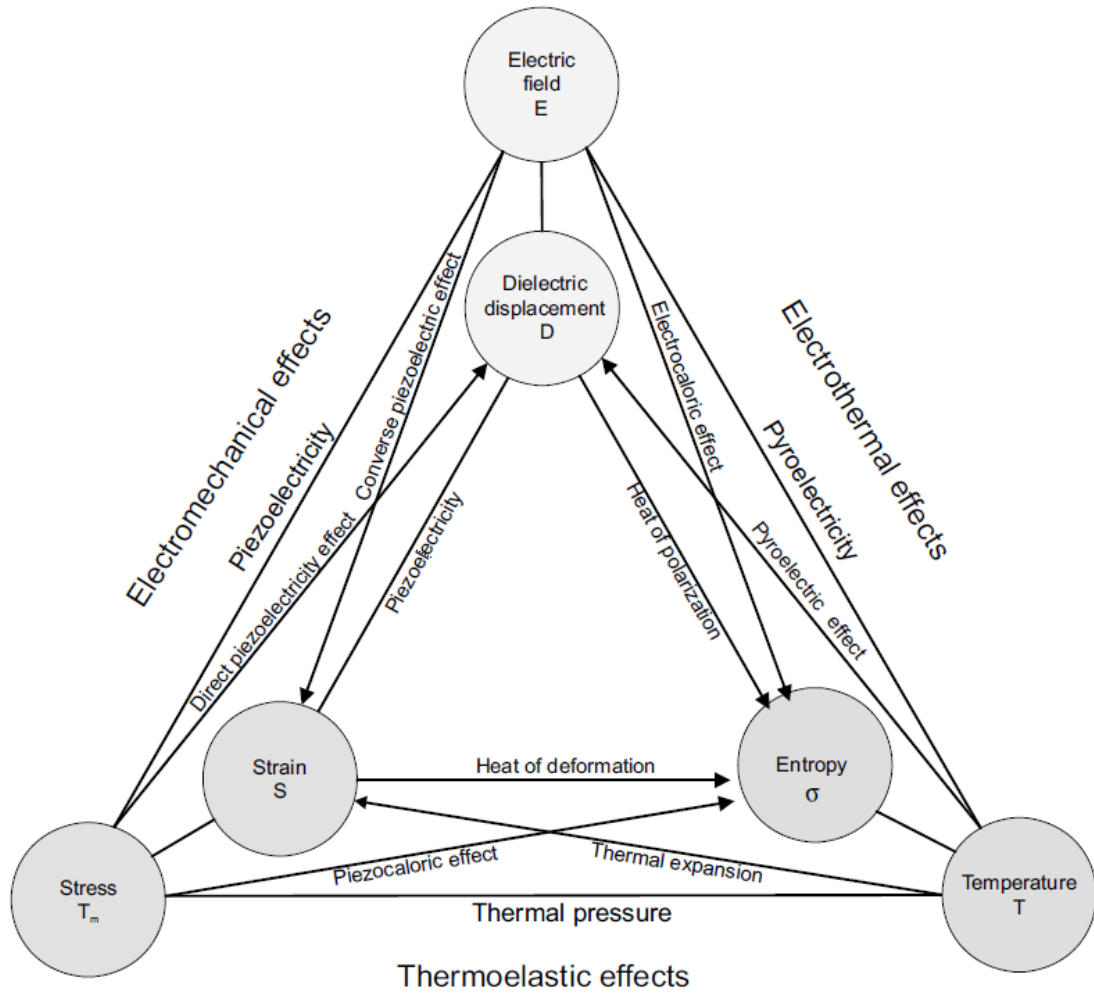 Electric
field
E
Dielectric
displacement
D
Electromechanical effects
Piezoelectricity
Converse piezoelectric effect
Direct piezoelectricity effect
Piezoelectricity
Electrocaloric effect
Heat of polarization
Pyroelectricity
Pyroelectric effect
Electrothermal effects
Strain
S
Heat of deformation
Entropy
σ
Stress
Tm
Piezocaloric effect
Thermal expansion
Temperature
T
Thermal pressure
Thermoelastic effects